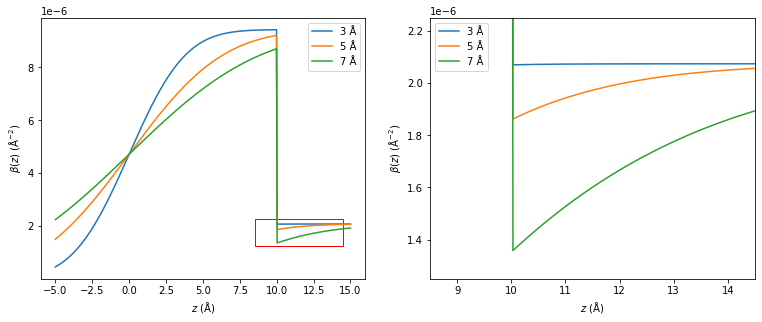 1e−6
3 Å
5 Å
7 Å
8
6
4
2
β(z) (Å⁻²)
−5.0 −2.5 0.0 2.5 5.0 7.5 10.0 12.5 15.0
z (Å)
1e−6
3 Å
5 Å
7 Å
2.2
2.0
1.8
1.6
1.4
β(z) (Å⁻²)
9 10 11 12 13 14
z (Å)